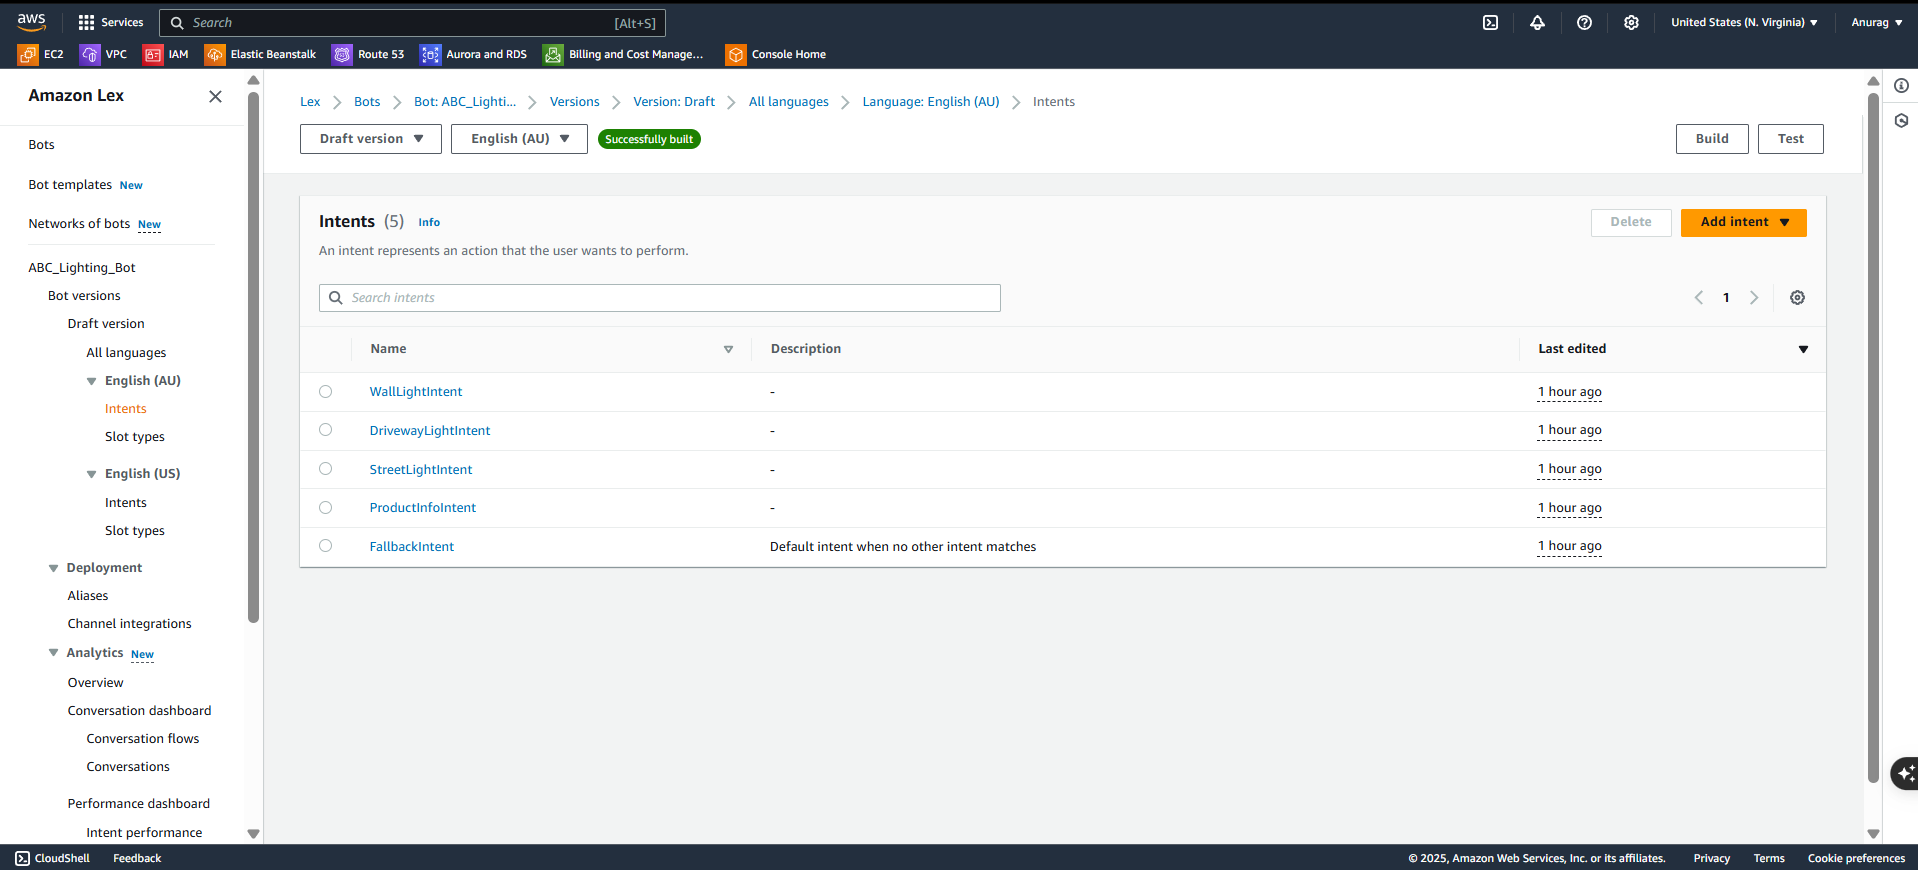 aws Services Search [Alt+S] United States (N. Virginia) Anurag
EC2 VPC IAM Elastic Beanstalk Route 53 Aurora and RDS Billing and Cost Manage... Console Home
Amazon Lex
Bots
Bot templates New
Networks of bots New
ABC_Lighting_Bot
Bot versions
Draft version
All languages
English (AU)
Intents
Slot types
English (US)
Intents
Slot types
Deployment
Aliases
Channel integrations
Analytics New
Overview
Conversation dashboard
Conversation flows
Conversations
Performance dashboard
Intent performance
Lex Bots Bot: ABC_Lighti... Versions Version: Draft All languages Language: English (AU) Intents
Draft version English (AU) Successfully built Build Test
Intents (5) Info Delete Add intent
An intent represents an action that the user wants to perform.
Search intents 1
Name Description Last edited
WallLightIntent - 1 hour ago
DrivewayLightIntent - 1 hour ago
StreetLightIntent - 1 hour ago
ProductInfoIntent - 1 hour ago
FallbackIntent Default intent when no other intent matches 1 hour ago
CloudShell Feedback © 2025, Amazon Web Services, Inc. or its affiliates. Privacy Terms Cookie preferences